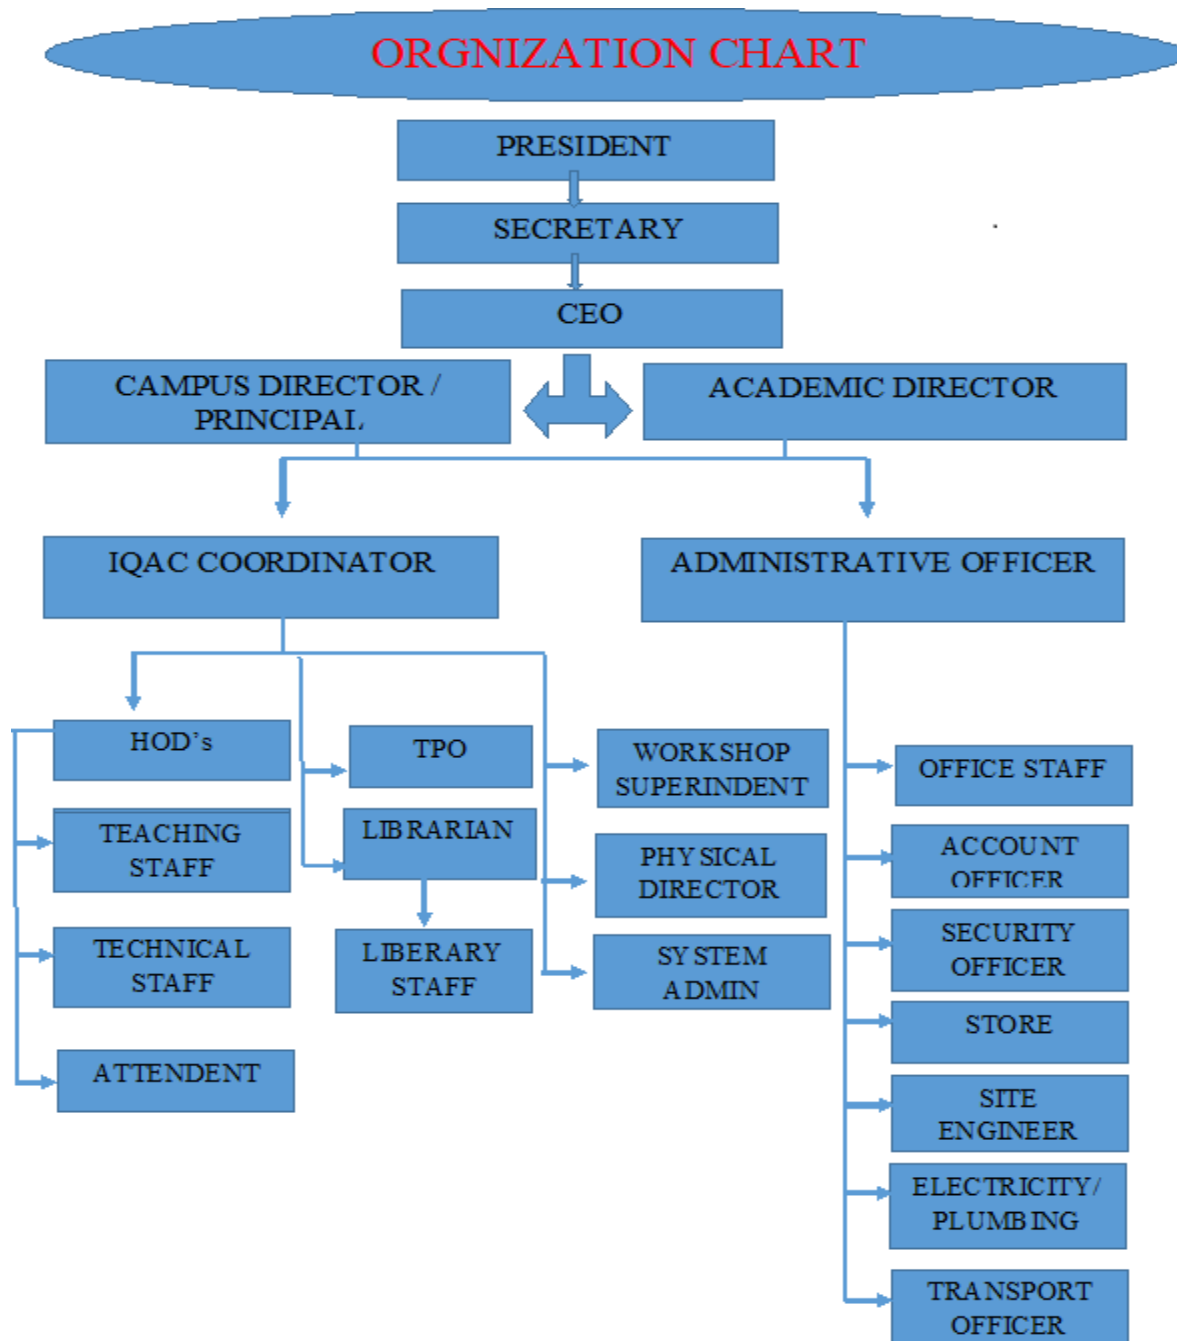 ORGNIZATION CHART
PRESIDENT
SECRETARY
CEO
CAMPUS DIRECTOR /
PRINCIPAL
ACADEMIC DIRECTOR
IQAC COORDINATOR
ADMINISTRATIVE OFFICER
HOD's
TEACHING
STAFF
TECHNICAL
STAFF
ATTENDENT
TPO
LIBRARIAN
LIBERARY
STAFF
WORKSHOP
SUPERINDENT
PHYSICAL
DIRECTOR
SYSTEM
ADMIN
OFFICE STAFF
ACCOUNT
OFFICER
SECURITY
OFFICER
STORE
SITE
ENGINEER
ELECTRICITY/
PLUMBING
TRANSPORT
OFFICER